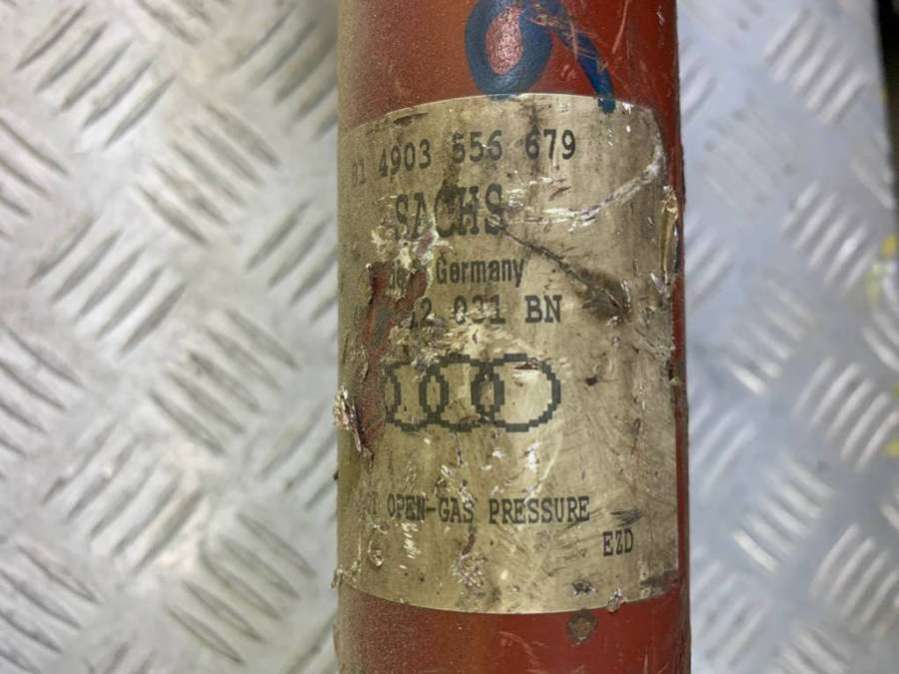 4903 556 679
SACHS
Germany
031 BN
OPEN-GAS PRESSURE
EZD